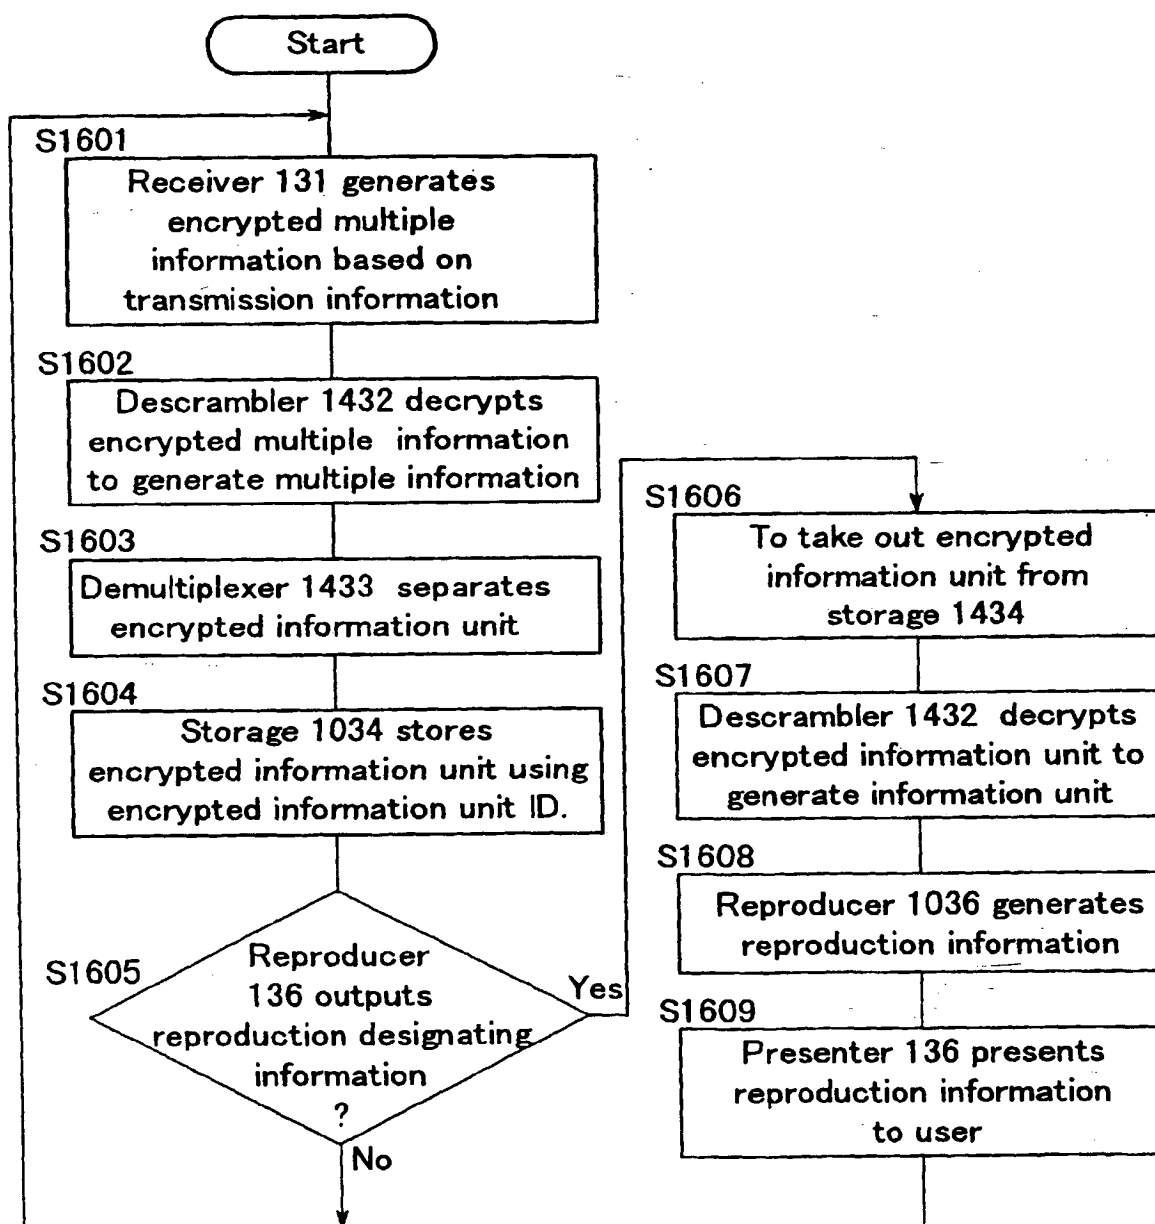 Start
S1601
Receiver 131 generates
encrypted multiple
information based on
transmission information
S1602
Descrambler 1432 decrypts
encrypted multiple information
to generate multiple information
S1603
Demultiplexer 1433 separates
encrypted information unit
S1604
Storage 1034 stores
encrypted information unit using
encrypted information unit ID.
S1605
Reproducer
136 outputs
reproduction designating
information
?
Yes
No
S1606
To take out encrypted
information unit from
storage 1434
S1607
Descrambler 1432 decrypts
encrypted information unit to
generate information unit
S1608
Reproducer 1036 generates
reproduction information
S1609
Presenter 136 presents
reproduction information
to user